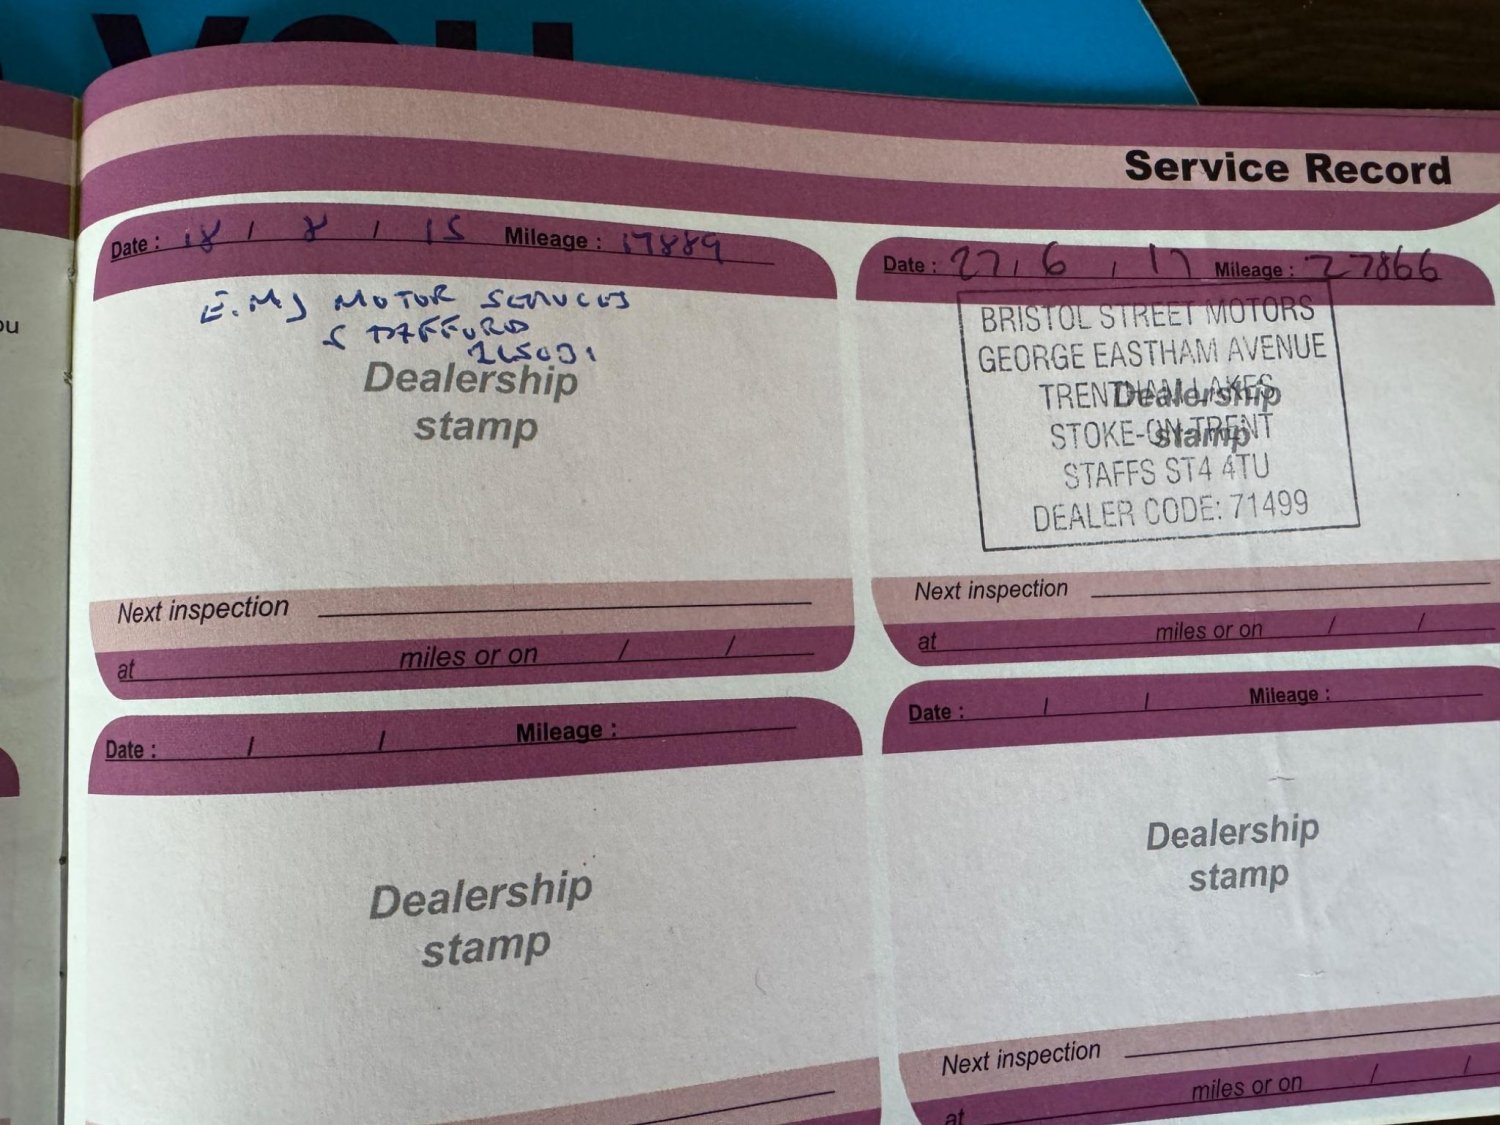 YOU
ou
Service Record
Date : 18 / 8 / 15 Mileage : 17889
E.MJ MOTOR SERVICES
STAFFORD
Dealership
stamp
Next inspection
at miles or on / /
Date : 27 / 6 / 17 Mileage : 27866
BRISTOL STREET MOTORS
GEORGE EASTHAM AVENUE
TRENTHAM LAKES
STOKE-ON-TRENT
STAFFS ST4 4TU
DEALER CODE: 71499
Dealership
stamp
Next inspection
at miles or on / /
Date : / / Mileage :
Dealership
stamp
Date : / / Mileage :
Dealership
stamp
Next inspection
at miles or on / /